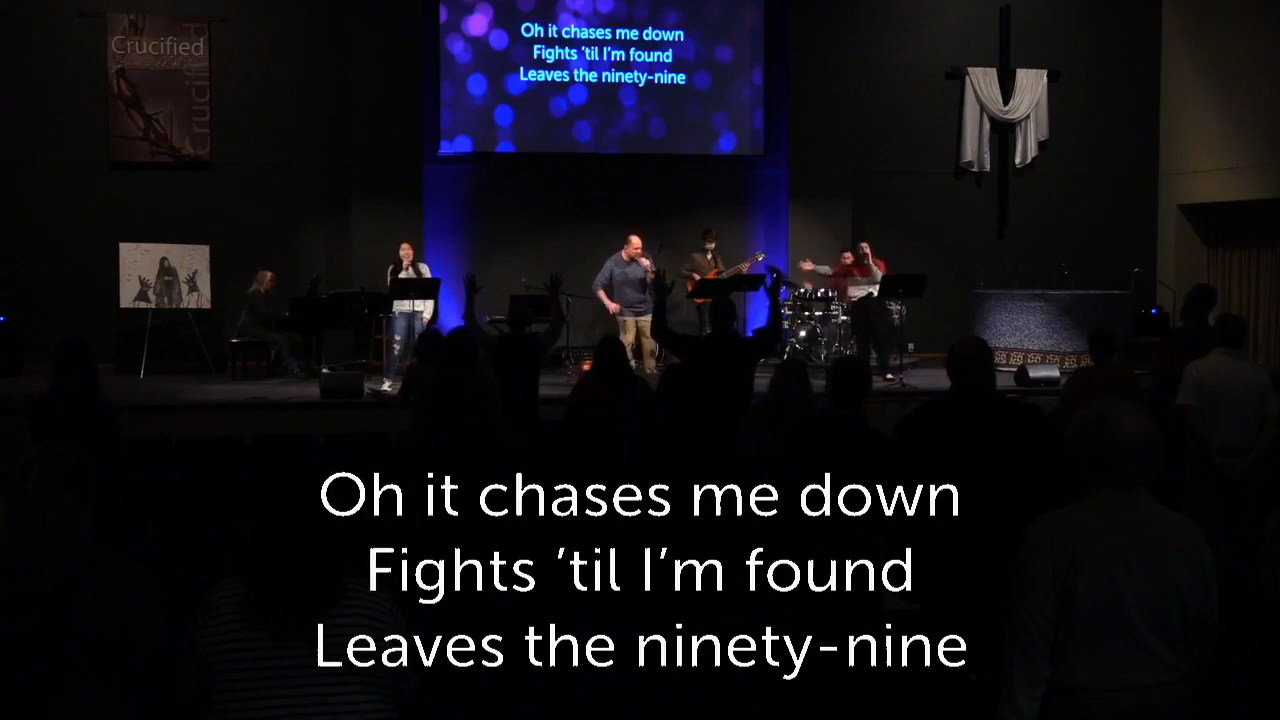 Crucified
Crucified
Oh it chases me down
Fights ’til I’m found
Leaves the ninety-nine
Oh it chases me down
Fights ’til I’m found
Leaves the ninety-nine